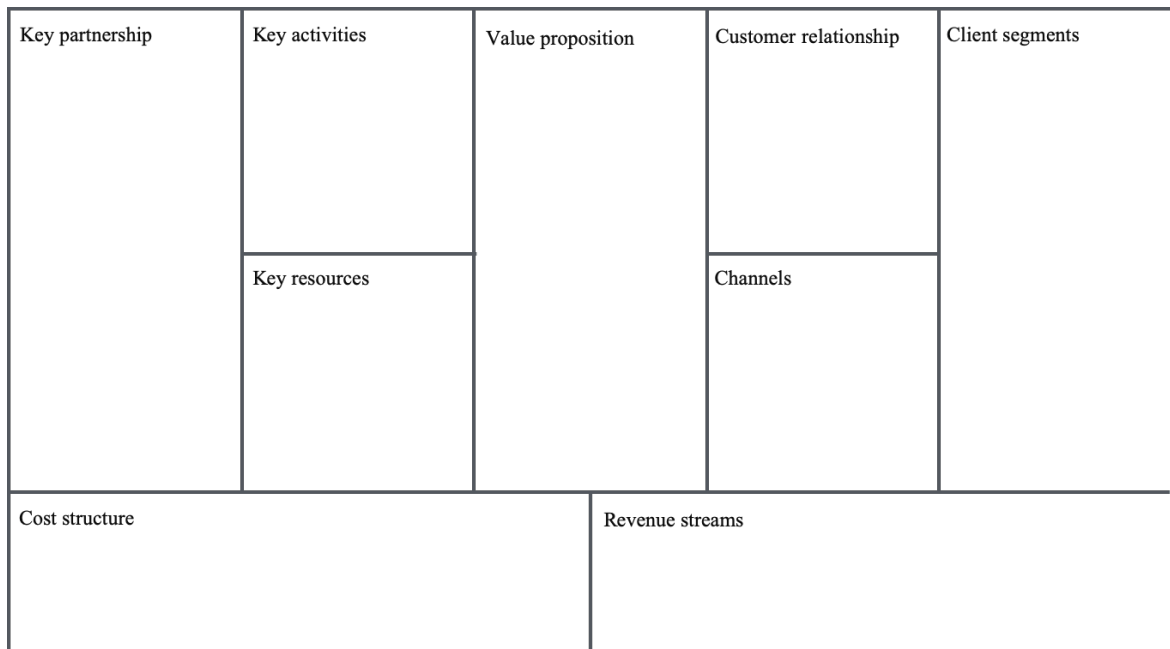 Key partnership
Key activities
Value proposition
Customer relationship
Client segments
Key resources
Channels
Cost structure
Revenue streams